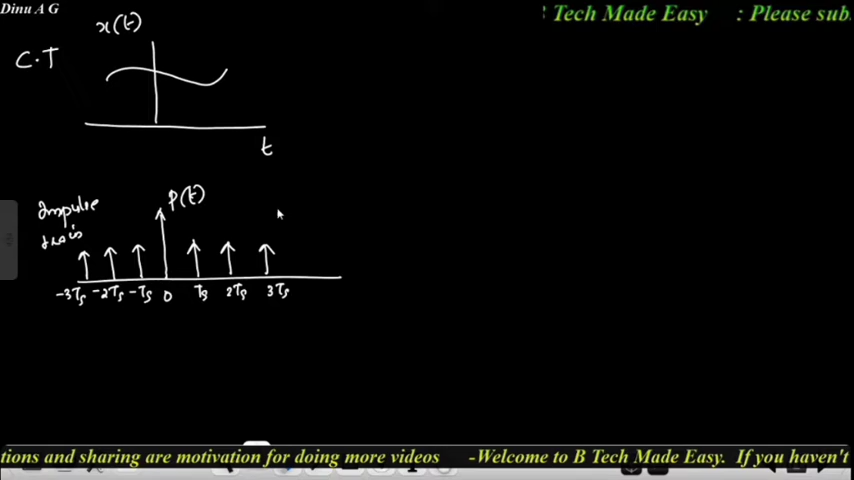 Dinu A G
B Tech Made Easy : Please sub.
x(t)
C.T
t
P(t)
Impulse
train
-3Ts -2Ts -Ts 0 Ts 2Ts 3Ts
tions and sharing are motivation for doing more videos -Welcome to B Tech Made Easy. If you haven't